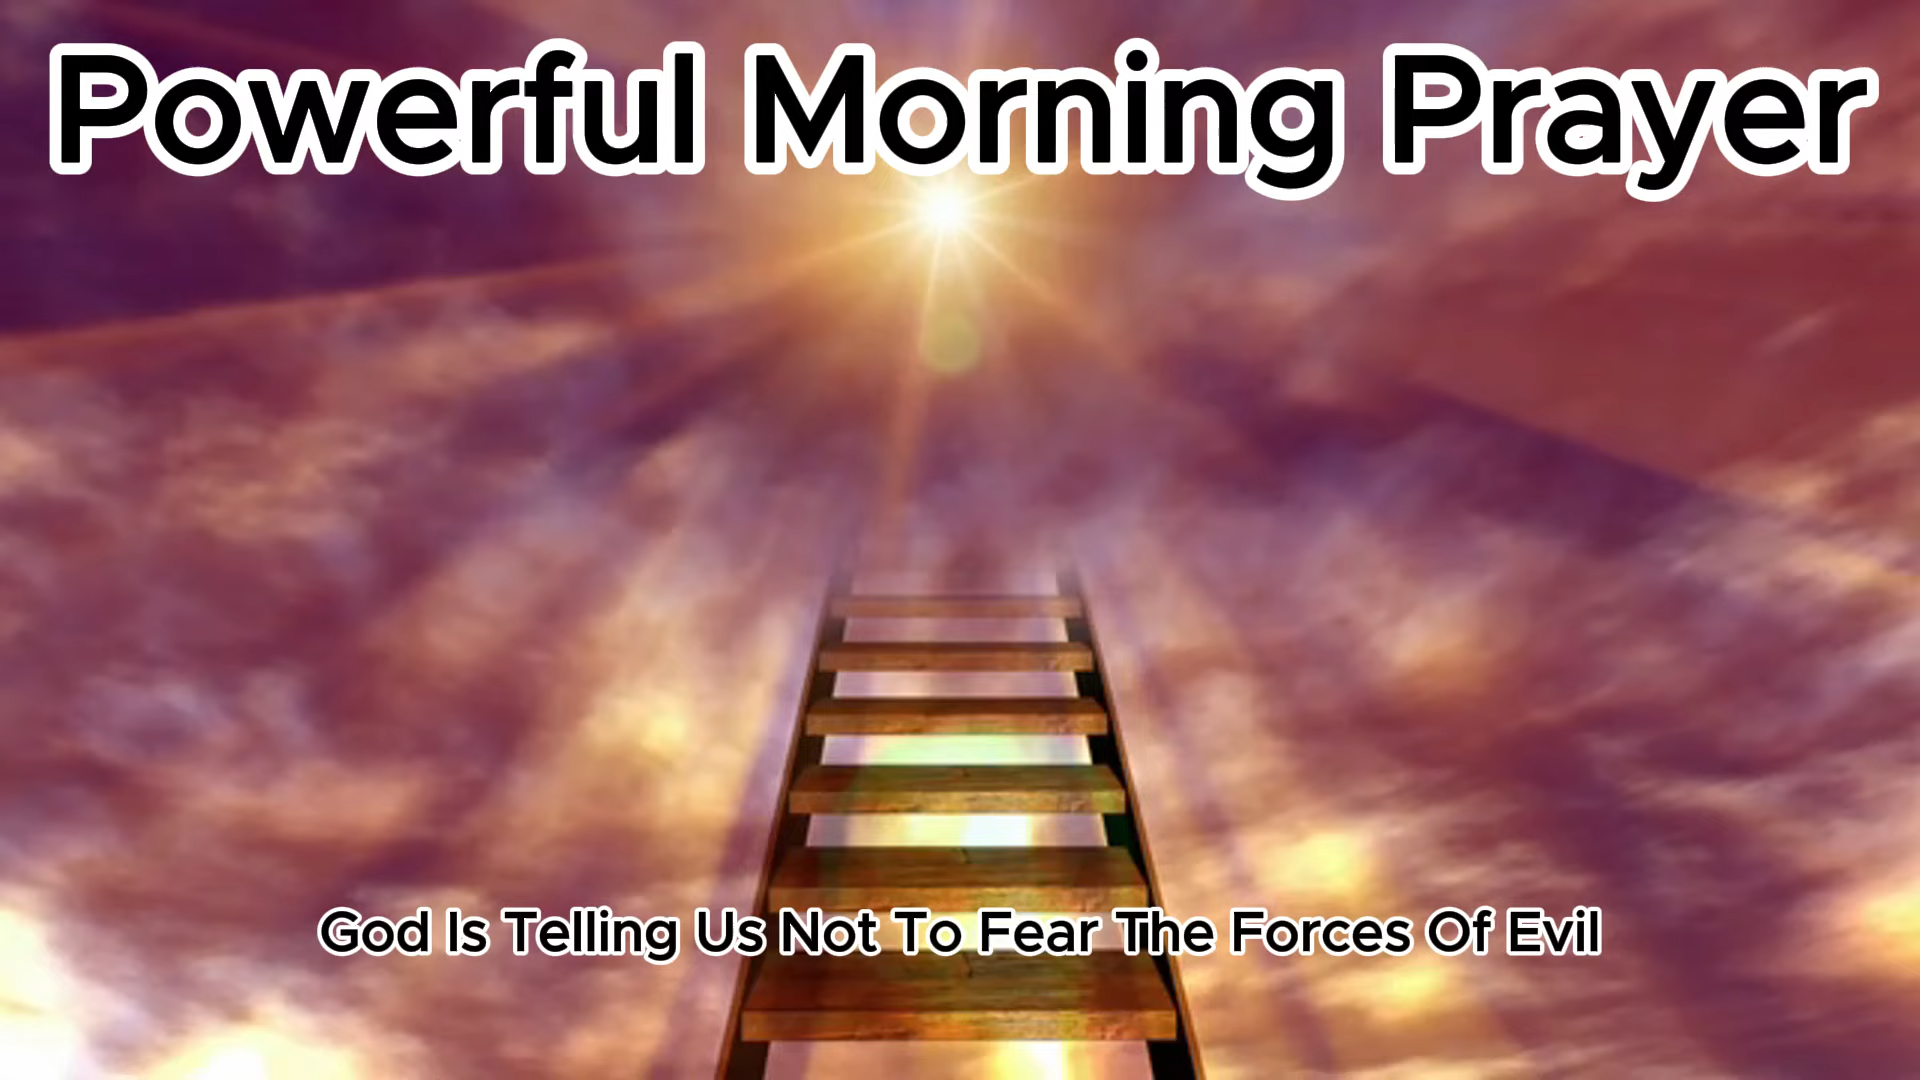 Powerful Morning Prayer
God Is Telling Us Not To Fear The Forces Of Evil